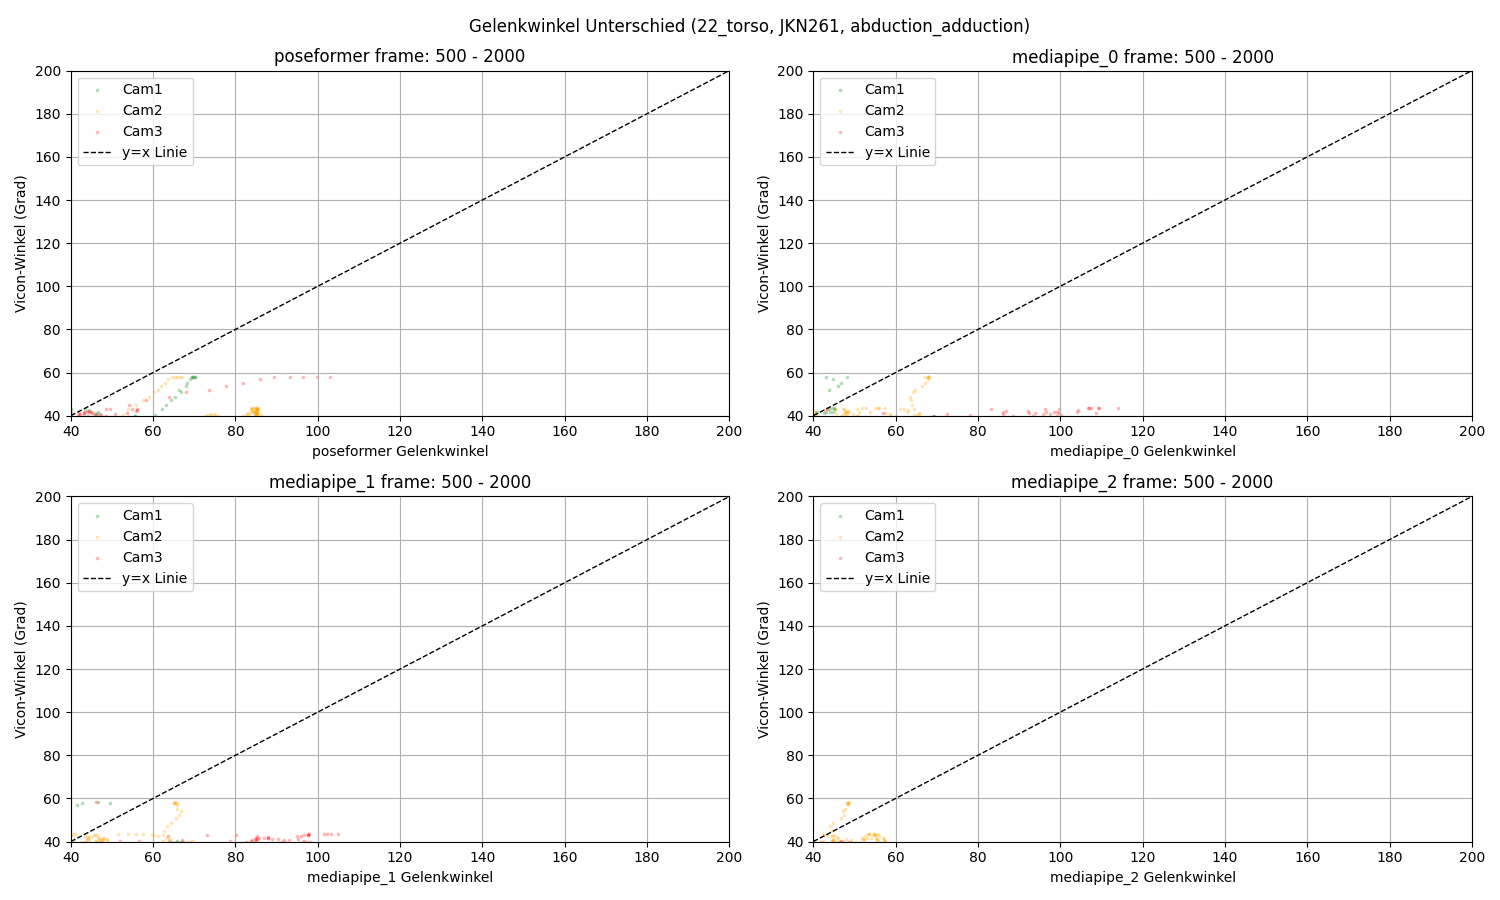 Gelenkwinkel Unterschied (22_torso, JKN261, abduction_adduction)
poseformer frame: 500 - 2000
Cam1
Cam2
Cam3
y=x Linie
Vicon-Winkel (Grad)
200
180
160
140
120
100
80
60
40
40 60 80 100 120 140 160 180 200
poseformer Gelenkwinkel
mediapipe_0 frame: 500 - 2000
Cam1
Cam2
Cam3
y=x Linie
Vicon-Winkel (Grad)
200
180
160
140
120
100
80
60
40
40 60 80 100 120 140 160 180 200
mediapipe_0 Gelenkwinkel
mediapipe_1 frame: 500 - 2000
Cam1
Cam2
Cam3
y=x Linie
Vicon-Winkel (Grad)
200
180
160
140
120
100
80
60
40
40 60 80 100 120 140 160 180 200
mediapipe_1 Gelenkwinkel
mediapipe_2 frame: 500 - 2000
Cam1
Cam2
Cam3
y=x Linie
Vicon-Winkel (Grad)
200
180
160
140
120
100
80
60
40
40 60 80 100 120 140 160 180 200
mediapipe_2 Gelenkwinkel